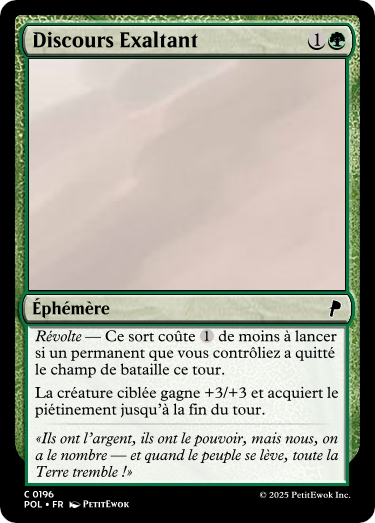 Discours Exaltant 1
Éphémère
Révolte — Ce sort coûte 1 de moins à lancer
si un permanent que vous contrôliez a quitté
le champ de bataille ce tour.
La créature ciblée gagne +3/+3 et acquiert le
piétinement jusqu'à la fin du tour.
«Ils ont l'argent, ils ont le pouvoir, mais nous, on
a le nombre — et quand le peuple se lève, toute la
Terre tremble !»
C 0196
POL • FR PetitEwok
© 2025 PetitEwok Inc.